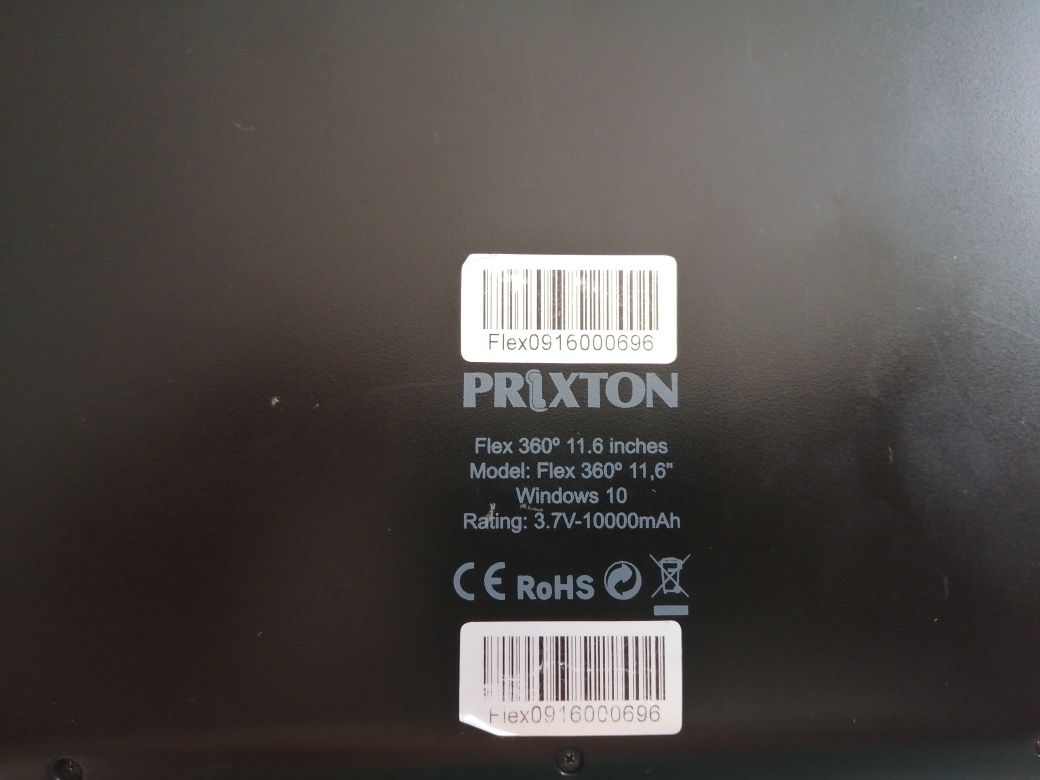 Flex0916000696
PRIXTON
Flex 360º 11.6 inches
Model: Flex 360º 11,6"
Windows 10
Rating: 3.7V-10000mAh
CE RoHS
Flex0916000696